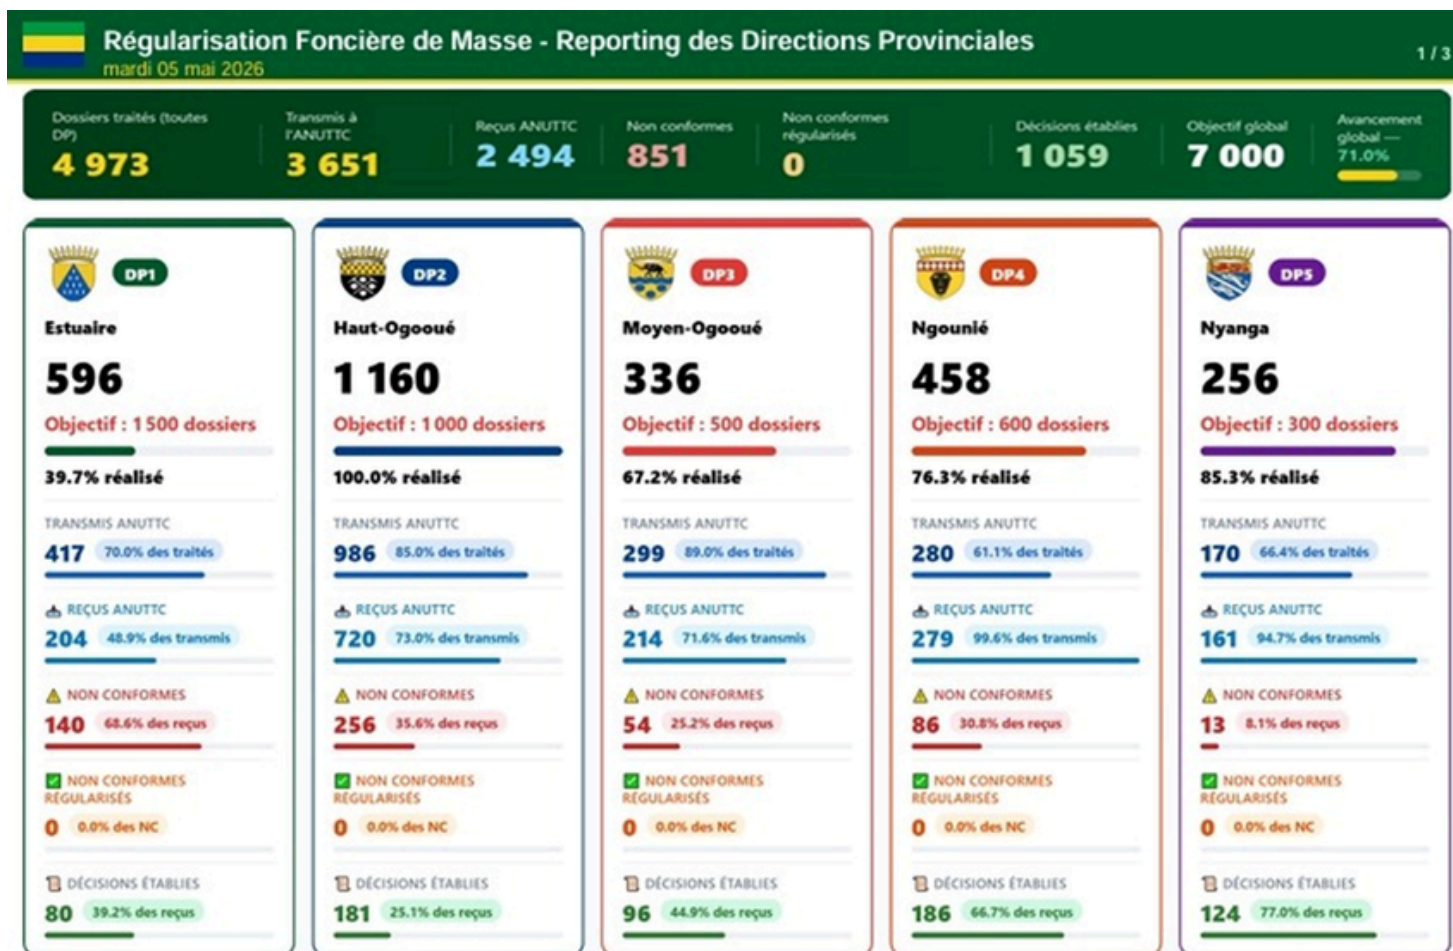 Régularisation Foncière de Masse - Reporting des Directions Provinciales
mardi 05 mai 2026
1 / 3
Dossiers traités (toutes
DP)
4 973
Transmis à
l'ANUTTC
3 651
Reçus ANUTTC
2 494
Non conformes
851
Non conformes
régularisés
0
Décisions établies
1 059
Objectif global
7 000
Avancement
global —
71.0%
DP1
Estuaire
596
Objectif : 1 500 dossiers
39.7% réalisé
TRANSMIS ANUTTC
417 70.0% des traités
REÇUS ANUTTC
204 48.9% des transmis
NON CONFORMES
140 68.6% des reçus
NON CONFORMES
RÉGULARISÉS
0 0.0% des NC
DÉCISIONS ÉTABLIES
80 39.2% des reçus
DP2
Haut-Ogooué
1 160
Objectif : 1 000 dossiers
100.0% réalisé
TRANSMIS ANUTTC
986 85.0% des traités
REÇUS ANUTTC
720 73.0% des transmis
NON CONFORMES
256 35.6% des reçus
NON CONFORMES
RÉGULARISÉS
0 0.0% des NC
DÉCISIONS ÉTABLIES
181 25.1% des reçus
DP3
Moyen-Ogooué
336
Objectif : 500 dossiers
67.2% réalisé
TRANSMIS ANUTTC
299 89.0% des traités
REÇUS ANUTTC
214 71.6% des transmis
NON CONFORMES
54 25.2% des reçus
NON CONFORMES
RÉGULARISÉS
0 0.0% des NC
DÉCISIONS ÉTABLIES
96 44.9% des reçus
DP4
Ngounié
458
Objectif : 600 dossiers
76.3% réalisé
TRANSMIS ANUTTC
280 61.1% des traités
REÇUS ANUTTC
279 99.6% des transmis
NON CONFORMES
86 30.8% des reçus
NON CONFORMES
RÉGULARISÉS
0 0.0% des NC
DÉCISIONS ÉTABLIES
186 66.7% des reçus
DP5
Nyanga
256
Objectif : 300 dossiers
85.3% réalisé
TRANSMIS ANUTTC
170 66.4% des traités
REÇUS ANUTTC
161 94.7% des transmis
NON CONFORMES
13 8.1% des reçus
NON CONFORMES
RÉGULARISÉS
0 0.0% des NC
DÉCISIONS ÉTABLIES
124 77.0% des reçus